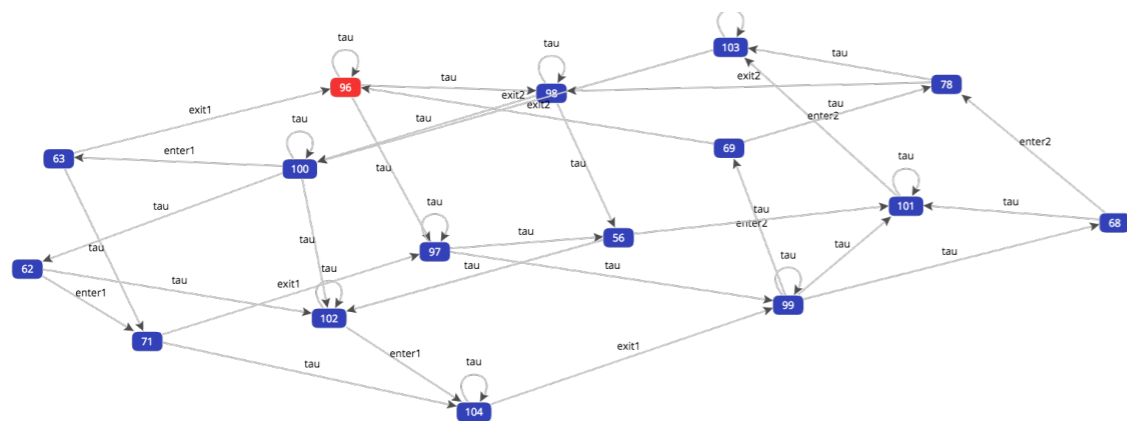 tau
tau
103
tau
96
tau
98
exit2
78
exit1
exit2
exit2
tau
tau
tau
enter2
63
enter1
100
69
enter2
tau
tau
tau
101
tau
tau
tau
tau
56
tau
enter2
68
62
tau
97
tau
tau
99
tau
tau
tau
tau
exit1
enter1
102
71
enter1
exit1
tau
tau
104